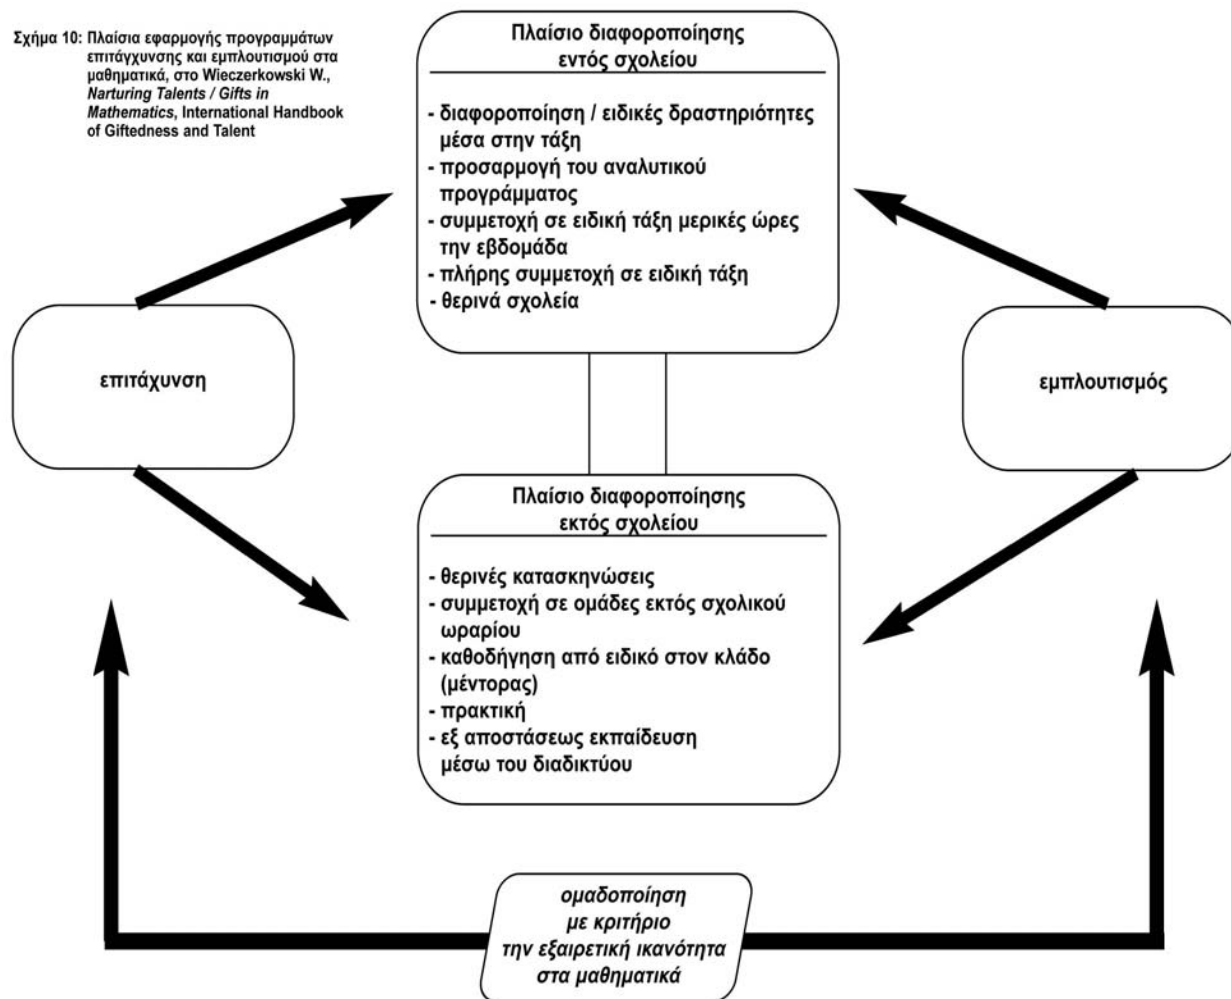 Σχήμα 10: Πλαίσια εφαρμογής προγραμμάτων
επιτάγχυνσης και εμπλουτισμού στα
μαθηματικά, στο Wieczerkowski W.,
Nurturing Talents / Gifts in
Mathematics, International Handbook
of Giftedness and Talent
Πλαίσιο διαφοροποίησης
εντός σχολείου
- διαφοροποίηση / ειδικές δραστηριότητες
μέσα στην τάξη
- προσαρμογή του αναλυτικού
προγράμματος
- συμμετοχή σε ειδική τάξη μερικές ώρες
την εβδομάδα
- πλήρης συμμετοχή σε ειδική τάξη
- θερινά σχολεία
επιτάχυνση
εμπλουτισμός
Πλαίσιο διαφοροποίησης
εκτός σχολείου
- θερινές κατασκηνώσεις
- συμμετοχή σε ομάδες εκτός σχολικού
ωραρίου
- καθοδήγηση από ειδικό στον κλάδο
(μέντορας)
- πρακτική
- εξ αποστάσεως εκπαίδευση
μέσω του διαδικτύου
ομαδοποίηση
με κριτήριο
την εξαιρετική ικανότητα
στα μαθηματικά